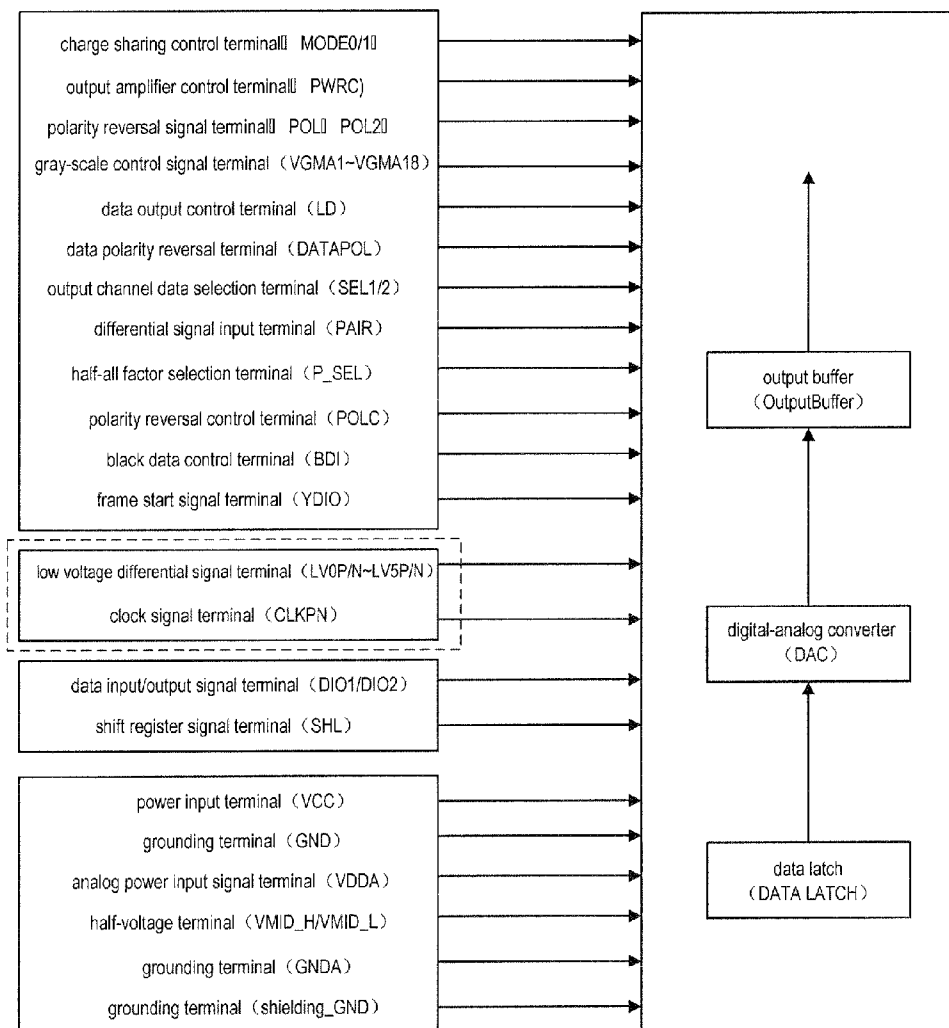 charge sharing control terminal▯ MODE0/1▯
output amplifier control terminal▯ PWRC)
polarity reversal signal terminal▯ POL▯ POL2▯
gray-scale control signal terminal（VGMA1~VGMA18）
data output control terminal（LD）
data polarity reversal terminal（DATAPOL）
output channel data selection terminal（SEL1/2）
differential signal input terminal（PAIR）
half-all factor selection terminal（P_SEL）
polarity reversal control terminal（POLC）
black data control terminal（BDI）
frame start signal terminal（YDIO）
low voltage differential signal terminal（LV0P/N~LV5P/N）
clock signal terminal（CLKPN）
data input/output signal terminal（DIO1/DIO2）
shift register signal terminal（SHL）
power input terminal（VCC）
grounding terminal（GND）
analog power input signal terminal（VDDA）
half-voltage terminal（VMID_H/VMID_L）
grounding terminal（GNDA）
grounding terminal（shielding_GND）
output buffer
（OutputBuffer）
digital-analog converter
（DAC）
data latch
（DATA LATCH）